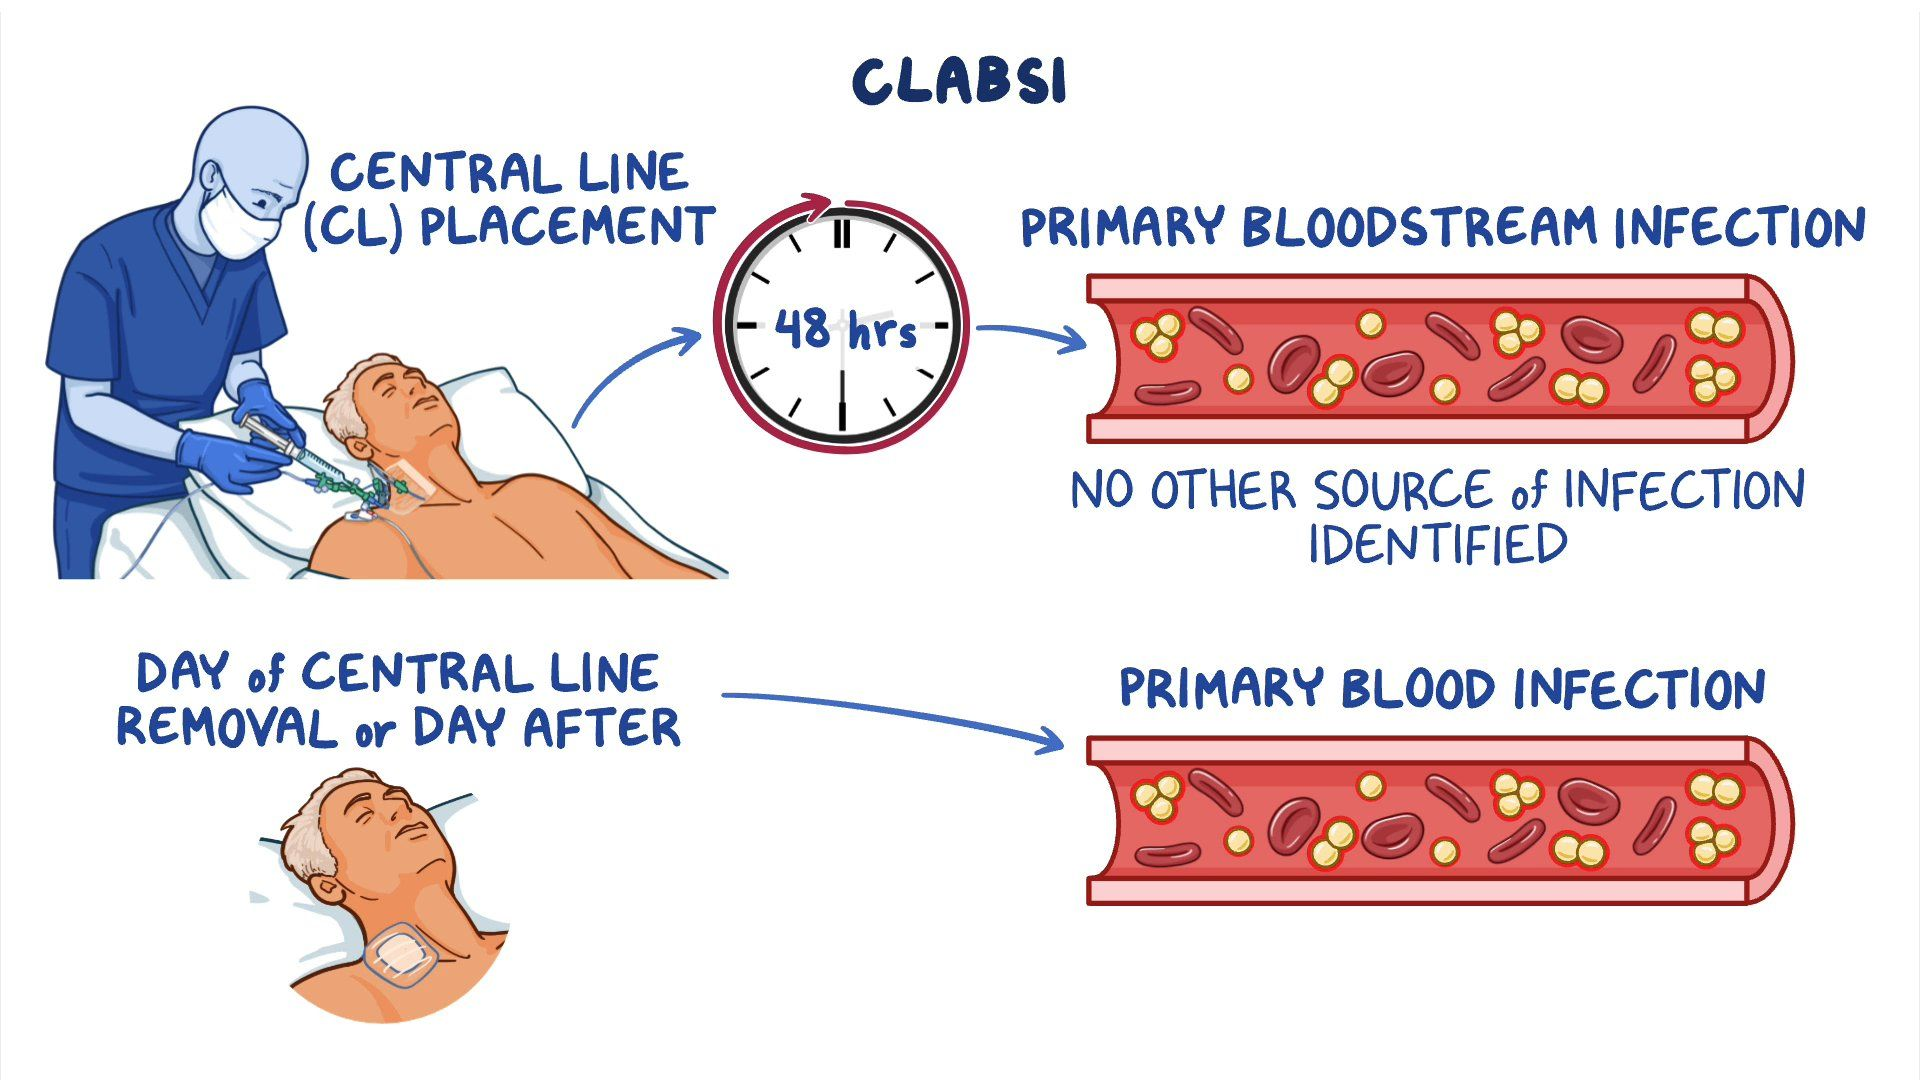 CLABSI
CENTRAL LINE
(CL) PLACEMENT
48 hrs
PRIMARY BLOODSTREAM INFECTION
NO OTHER SOURCE of INFECTION
IDENTIFIED
DAY of CENTRAL LINE
REMOVAL or DAY AFTER
PRIMARY BLOOD INFECTION